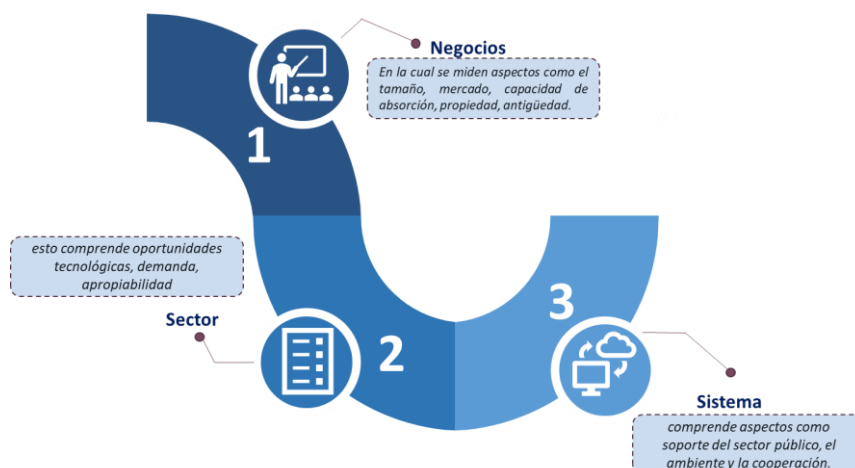 Negocios
En la cual se miden aspectos como el
tamaño, mercado, capacidad de
absorción, propiedad, antigüedad.
1
esto comprende oportunidades
tecnológicas, demanda,
apropiabilidad
Sector
2
3
Sistema
comprende aspectos como
soporte del sector público, el
ambiente y la cooperación.